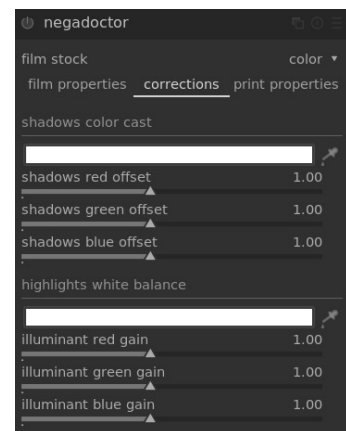 negadoctor
film stock color
film properties corrections print properties
shadows color cast
shadows red offset 1.00
shadows green offset 1.00
shadows blue offset 1.00
highlights white balance
illuminant red gain 1.00
illuminant green gain 1.00
illuminant blue gain 1.00